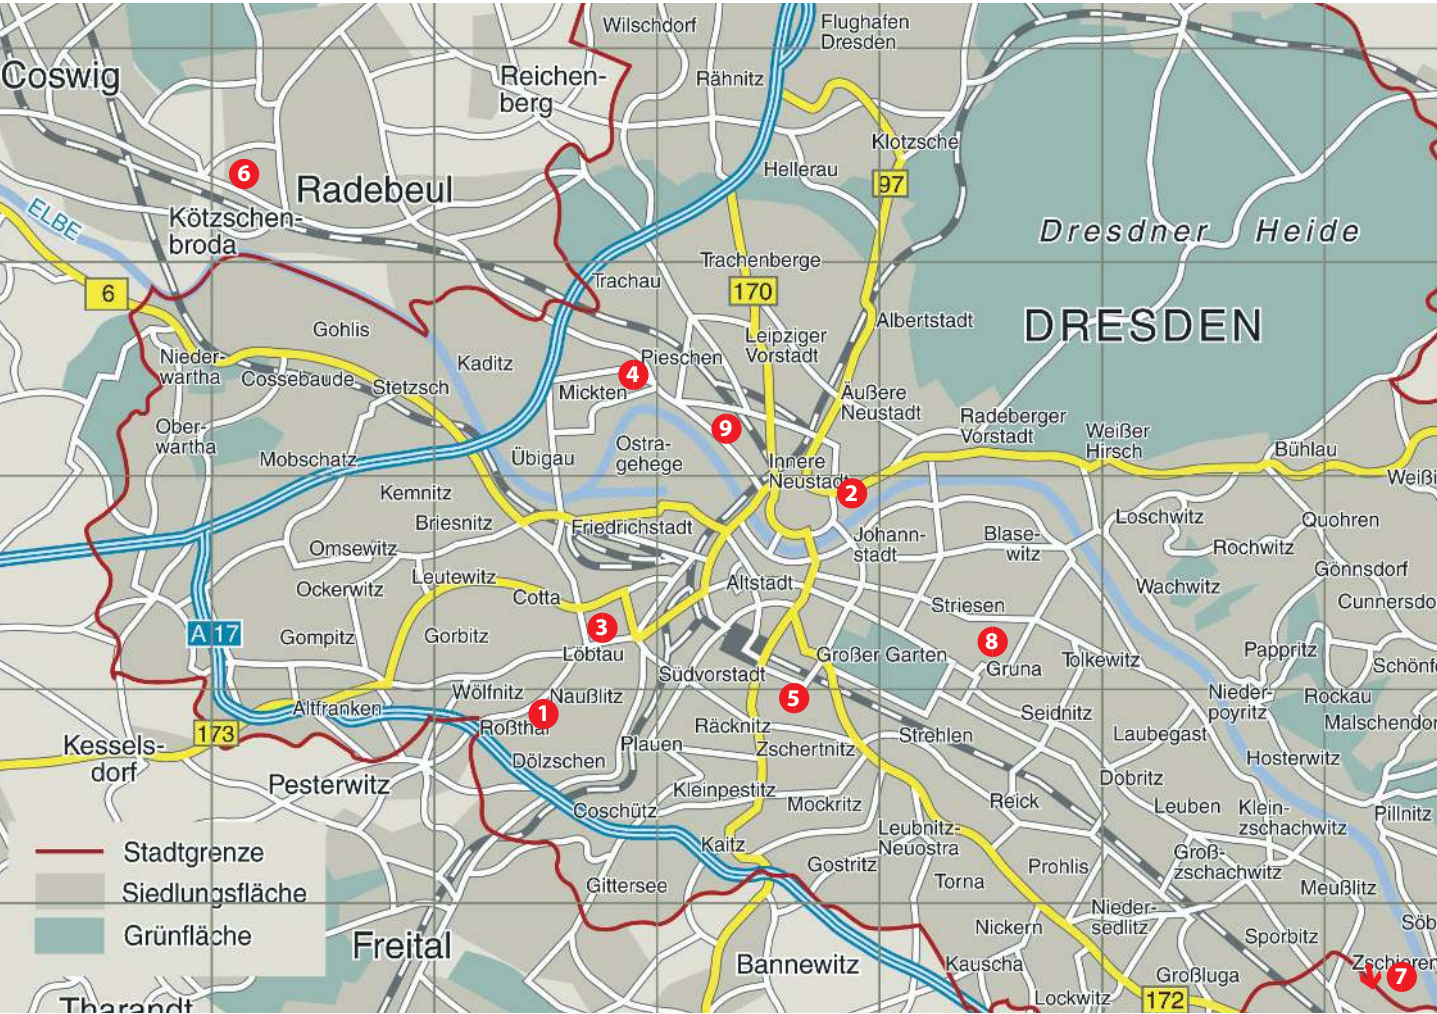 Wilschdorf
Flughafen
Dresden
Coswig
Reichen-
berg
Rähnitz
Klotzsche
Hellerau
97
6
Radebeul
ELBE
Kötzschen-
broda
Dresdner Heide
Trachenberge
Trachau
6
170
DRESDEN
Albertstadt
Gohlis
Leipziger
Vorstadt
Nieder-
wartha
Cossebaude
Stetzsch
Kaditz
Pieschen
4
Mickten
Äußere
Neustadt
Radeberger
Vorstadt
Weißer
Hirsch
9
Ober-
wartha
Mobschatz
Übigau
Ostra-
gehege
Innere
Neustadt
Bühlau
Weißi
2
Kemnitz
Briesnitz
Friedrichstadt
Johann-
stadt
Blase-
witz
Loschwitz
Quohren
Rochwitz
Omsewitz
Leutewitz
Ockerwitz
Cotta
Altstadt
Wachwitz
Gönnsdorf
Cunnersdo
Striesen
A 17
Gompitz
Gorbitz
3
Löbtau
Großer Garten
8
Gruna
Tolkewitz
Pappritz
Schönf
Südvorstadt
5
Wölfnitz
Naußlitz
Nieder-
poyritz
Rockau
Altfranken
1
Roßthal
Räcknitz
Seidnitz
Malschendor
173
Kessels-
dorf
Plauen
Zschertnitz
Strehlen
Laubegast
Dölzschen
Hosterwitz
Pesterwitz
Kleinpestitz
Mockritz
Dobritz
Reick
Leuben
Klein-
zschachwitz
Pillnitz
Coschütz
Leubnitz-
Neuostra
Kaitz
Gostritz
Prohlis
Groß-
zschachwitz
Stadtgrenze
Siedlungsfläche
Grünfläche
Gittersee
Torna
Meußlitz
Nieder-
sedlitz
Nickern
Söb
Sporbitz
Freital
Bannewitz
Kauscha
Zschieren
7
Großluga
Lockwitz
172
Tharandt